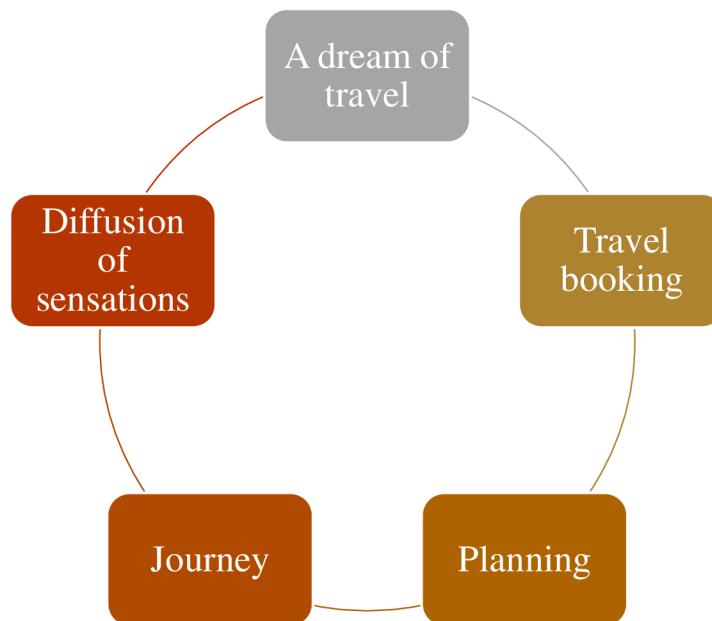 A dream of
travel
Travel
booking
Planning
Journey
Diffusion
of
sensations